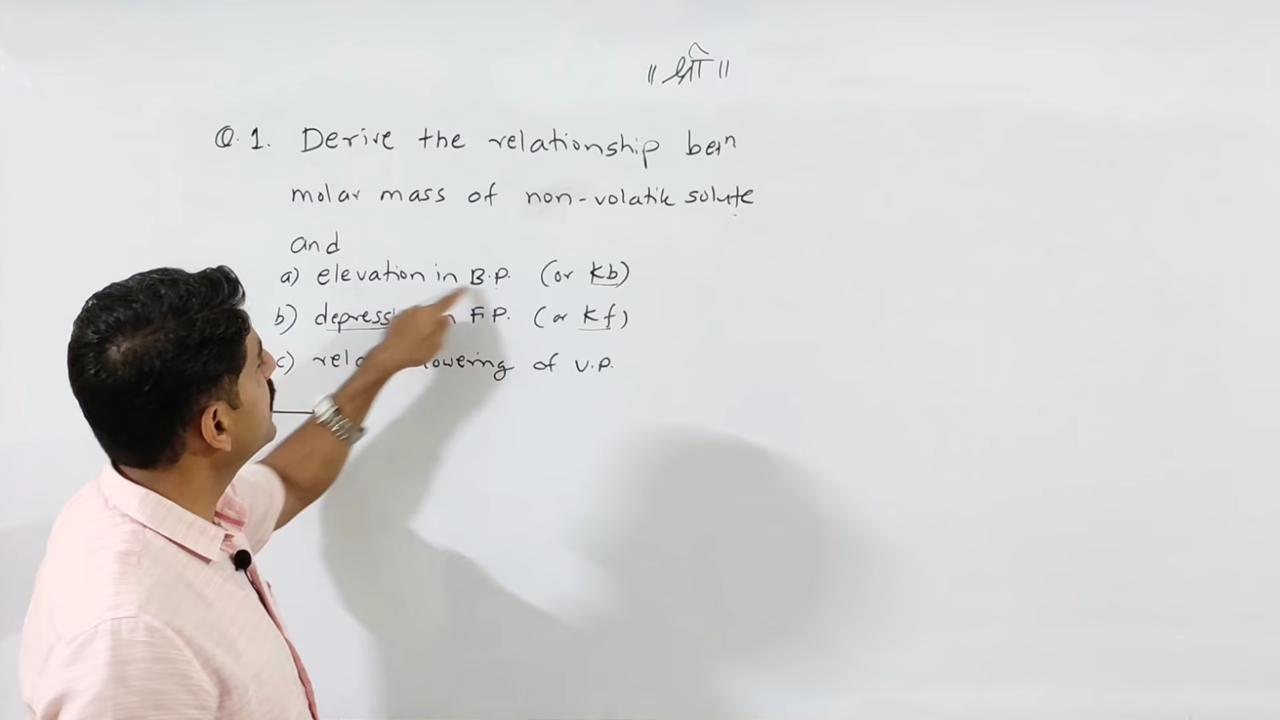 ॥ श्री ॥
Q. 1. Derive the relationship betn
molar mass of non-volatile solute
and
a) elevation in B.P. (or kb)
b) F.P. (or kf)
c) of V.P.